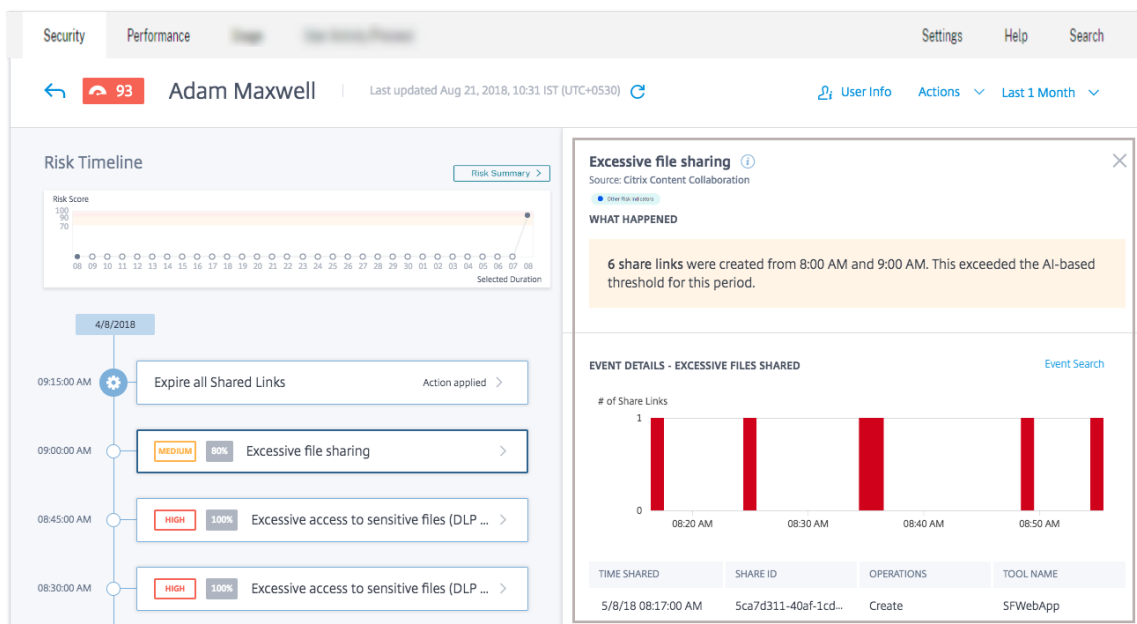 Security Performance Settings Help Search
93 Adam Maxwell Last updated Aug 21, 2018, 10:31 IST (UTC+0530) User Info Actions Last 1 Month
Risk Timeline
Risk Summary >
Risk Score
100
90
70
08 09 10 11 12 13 14 15 16 17 18 19 20 21 22 23 24 25 26 27 28 29 30 01 02 03 04 05 06 07 08
Selected Duration
4/8/2018
09:15:00 AM Expire all Shared Links Action applied >
09:00:00 AM MEDIUM 80% Excessive file sharing >
08:45:00 AM HIGH 100% Excessive access to sensitive files (DLP ... >
08:30:00 AM HIGH 100% Excessive access to sensitive files (DLP ... >
Excessive file sharing i
Source: Citrix Content Collaboration
Other Risk Indicators
WHAT HAPPENED
6 share links were created from 8:00 AM and 9:00 AM. This exceeded the AI-based
threshold for this period.
EVENT DETAILS - EXCESSIVE FILES SHARED Event Search
# of Share Links
1
0
08:20 AM 08:30 AM 08:40 AM 08:50 AM
TIME SHARED SHARE ID OPERATIONS TOOL NAME
5/8/18 08:17:00 AM 5ca7d311-40af-1cd... Create SFWebApp